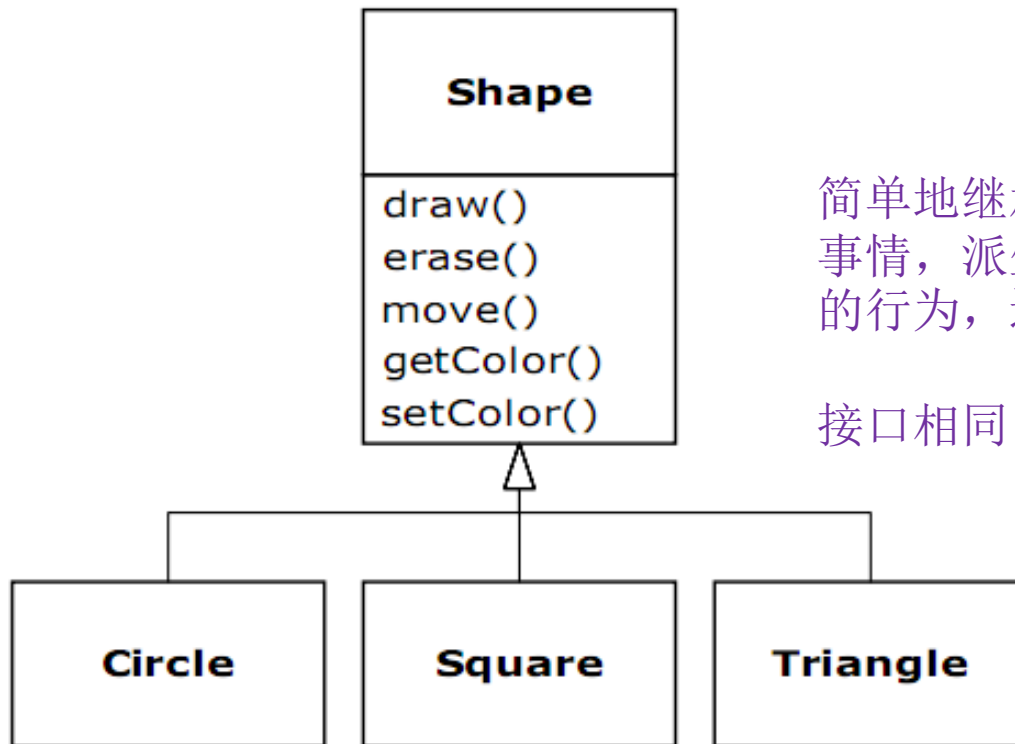 Shape
draw()
erase()
move()
getColor()
setColor()
简单地继
事情，派
的行为，
接口相同
Circle
Square
Triangle